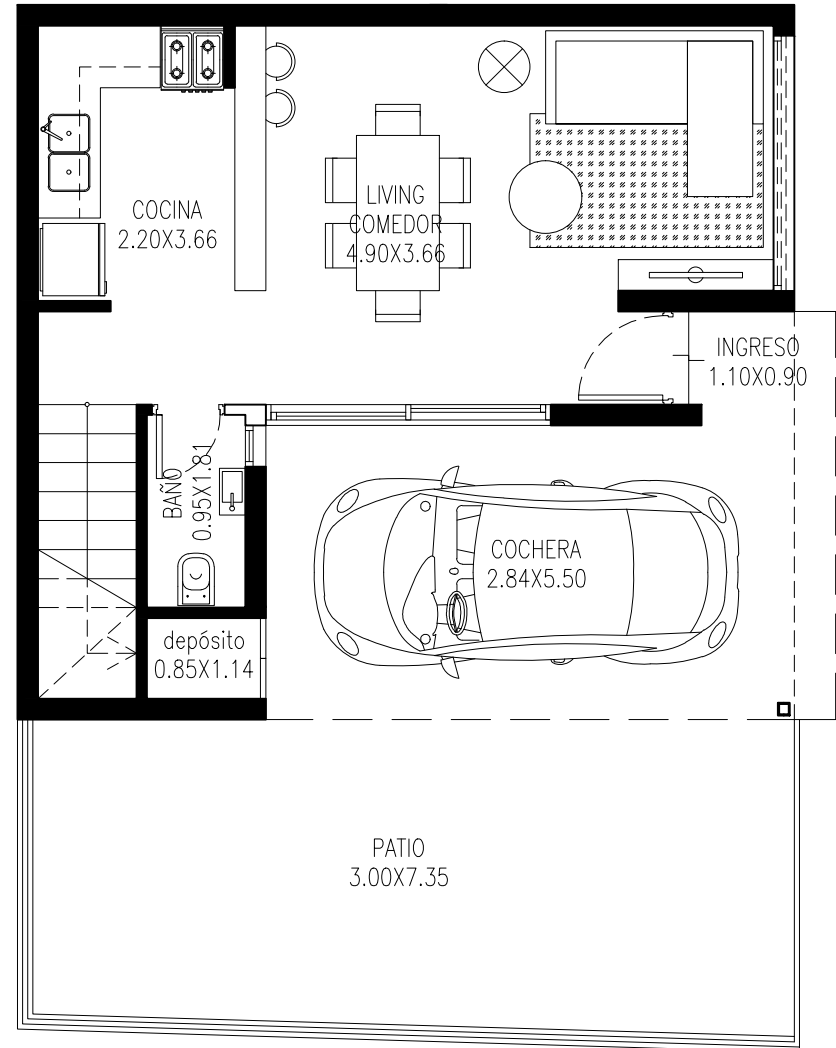 COCINA
2.20X3.66
LIVING
COMEDOR
4.90X3.66
INGRESO
1.10X0.90
BAÑO
0.95X1.81
COCHERA
2.84X5.50
depósito
0.85X1.14
PATIO
3.00X7.35